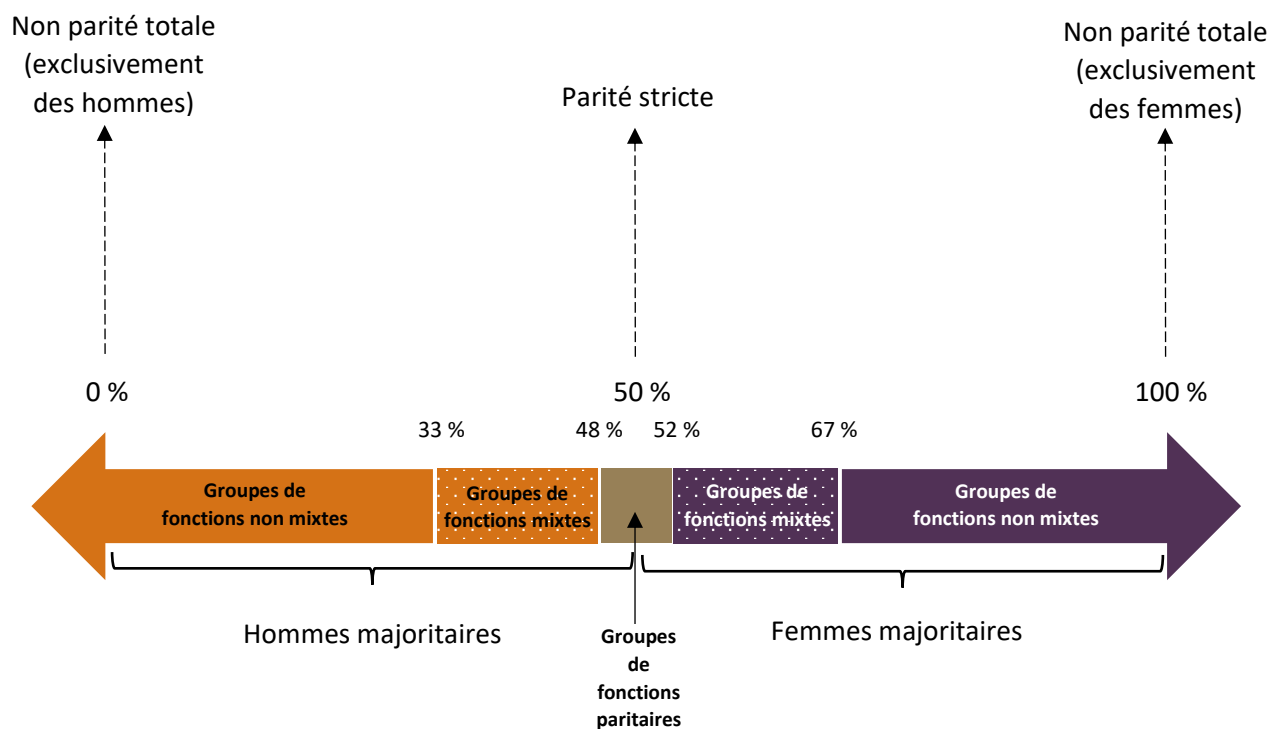 Non parité totale
(exclusivement
des hommes)
Parité stricte
Non parité totale
(exclusivement
des femmes)
0 %
50 %
100 %
33 %
48 %
52 %
67 %
Groupes de
fonctions non mixtes
Groupes de
fonctions mixtes
Groupes de
fonctions mixtes
Groupes de
fonctions non mixtes
Hommes majoritaires
Groupes
de
fonctions
paritaires
Femmes majoritaires